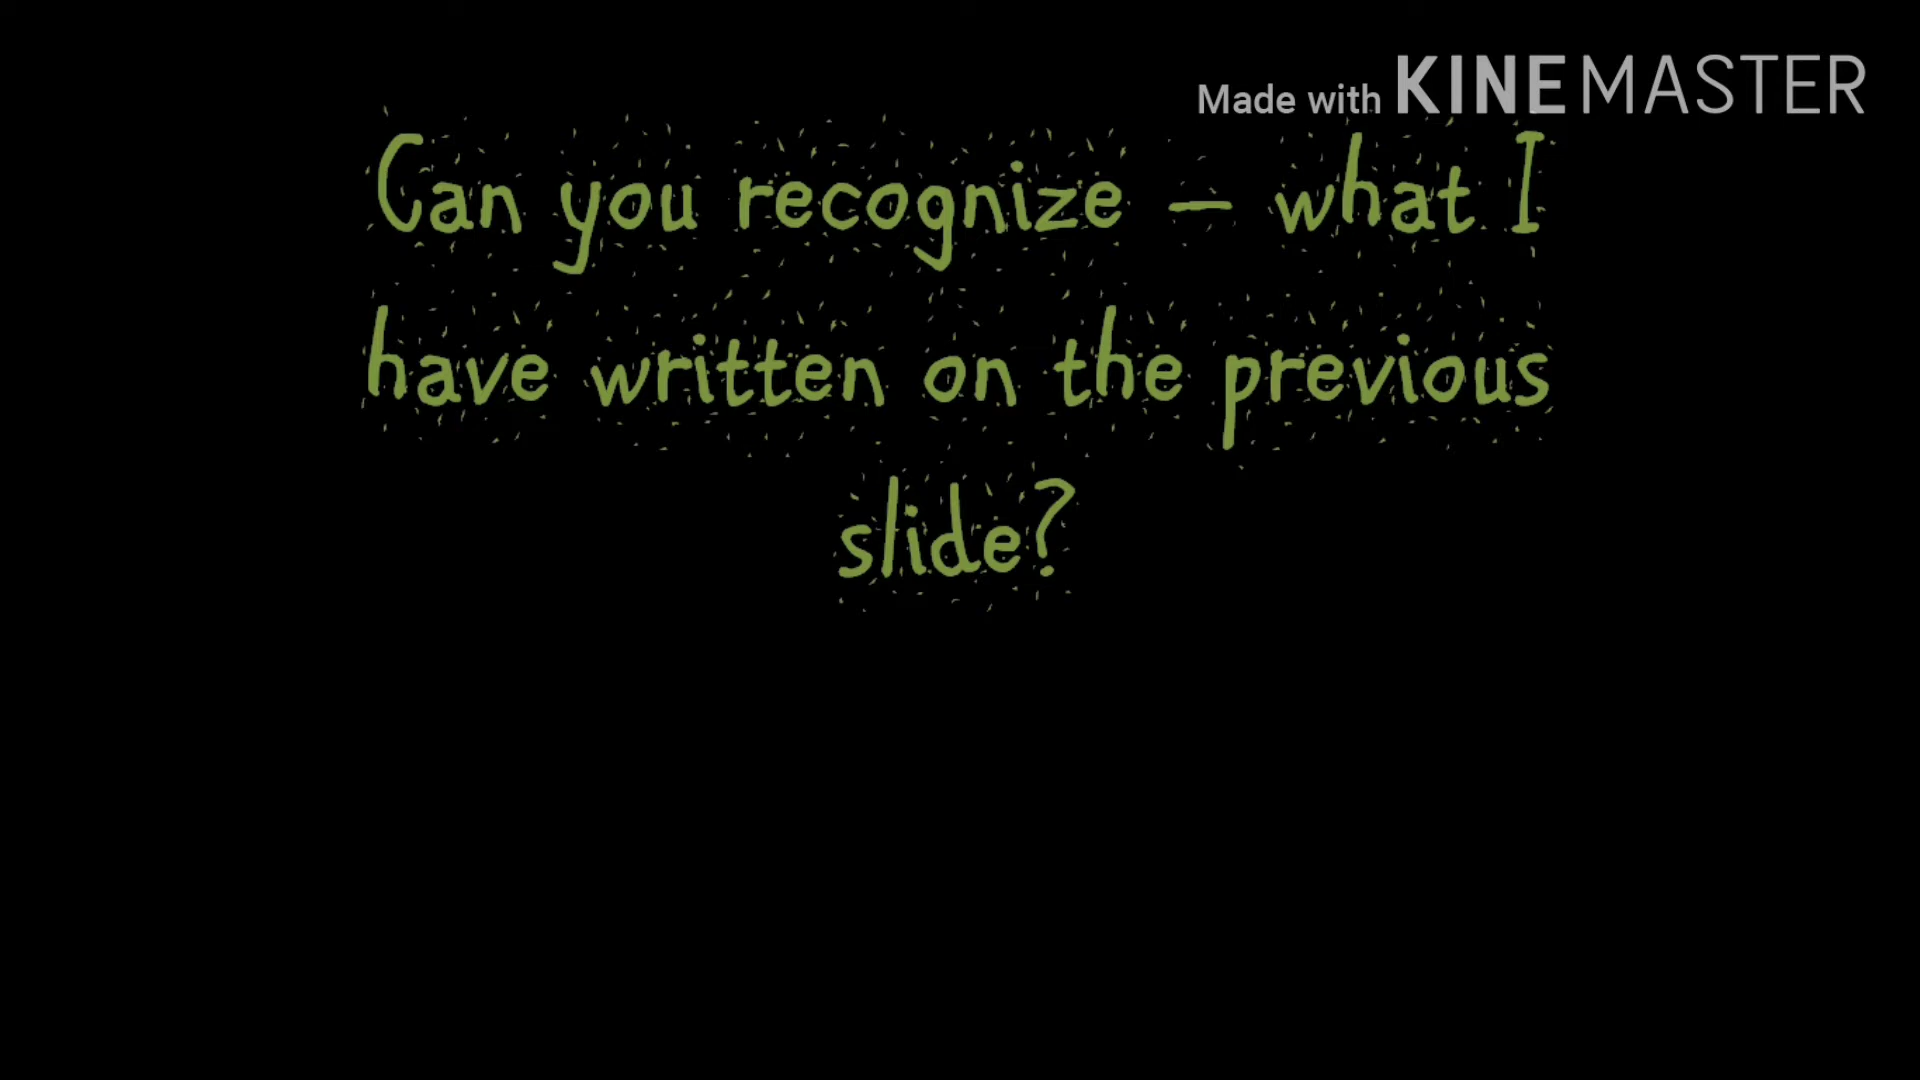 Made with KINEMASTER
Can you recognize – what I
have written on the previous
slide?